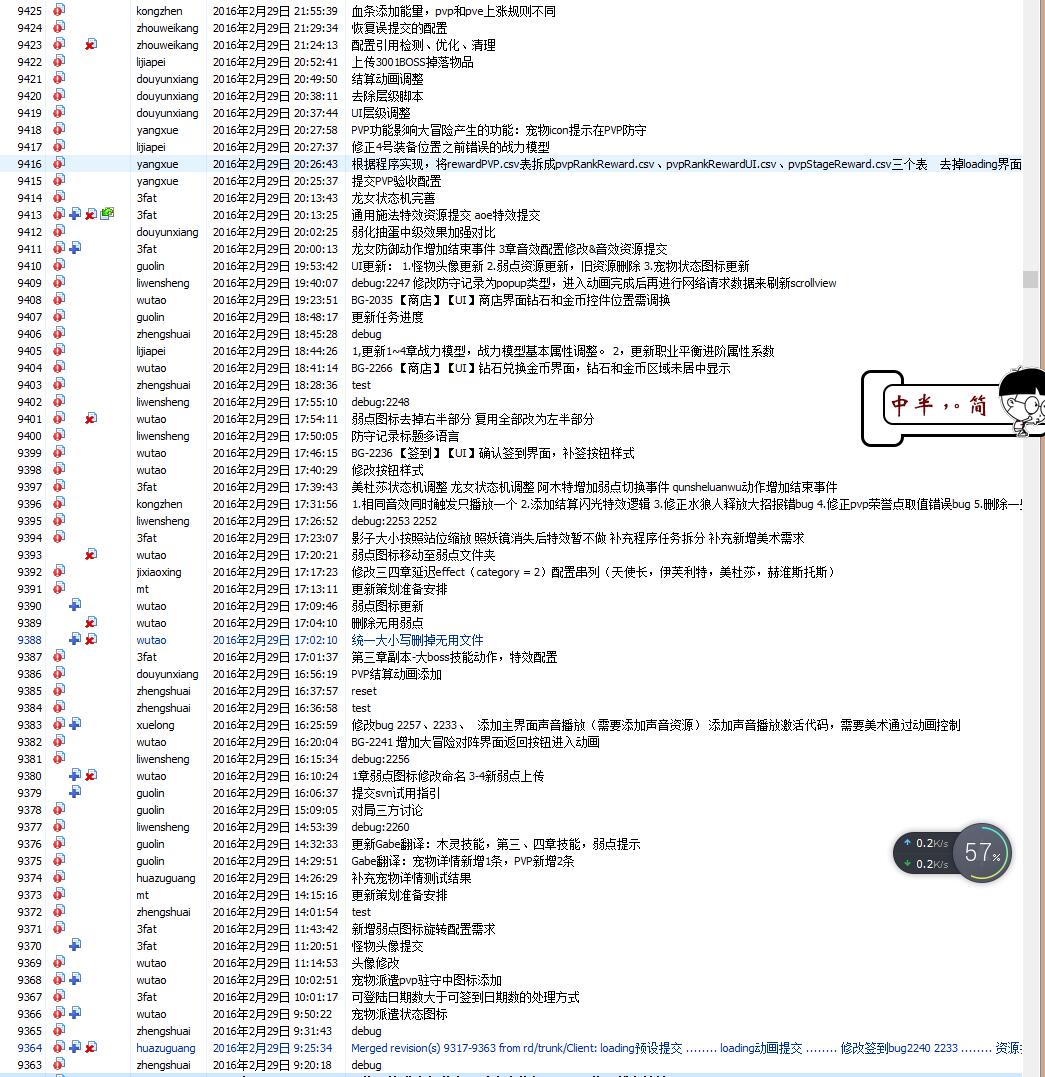 9425 kongzhen 2016年2月29日 21:55:39 血条添加能量，pvp和pve上涨规则不同
9424 zhouweikang 2016年2月29日 21:29:34 恢复误提交的配置
9423 zhouweikang 2016年2月29日 21:24:13 配置引用检测、优化、清理
9422 lijiapei 2016年2月29日 20:52:41 上传3001BOSS掉落物品
9421 douyunxiang 2016年2月29日 20:49:50 结算动画调整
9420 douyunxiang 2016年2月29日 20:38:11 去除层级脚本
9419 douyunxiang 2016年2月29日 20:37:44 UI层级调整
9418 yangxue 2016年2月29日 20:27:58 PVP功能影响大冒险产生的功能：宠物icon提示在PVP防守
9417 lijiapei 2016年2月29日 20:27:37 修正4号装备位置之前错误的战力模型
9416 yangxue 2016年2月29日 20:26:43 根据程序实现，将rewardPVP.csv表拆成pvpRankReward.csv、pvpRankRewardUI.csv、pvpStageReward.csv三个表 去掉loading界面
9415 yangxue 2016年2月29日 20:25:37 提交PVP验收配置
9414 3fat 2016年2月29日 20:13:43 龙女状态机完善
9413 3fat 2016年2月29日 20:13:25 通用施法特效资源提交 aoe特效提交
9412 douyunxiang 2016年2月29日 20:02:25 弱化抽蛋中级效果加强对比
9411 3fat 2016年2月29日 20:00:13 龙女防御动作增加结束事件 3章音效配置修改&音效资源提交
9410 guolin 2016年2月29日 19:53:42 UI更新： 1.怪物头像更新 2.弱点资源更新，旧资源删除 3.宠物状态图标更新
9409 liwensheng 2016年2月29日 19:40:07 debug:2247 修改防守记录为popup类型，进入动画完成后再进行网络请求数据来刷新scrollview
9408 wutao 2016年2月29日 19:23:51 BG-2035 【商店】【UI】商店界面钻石和金币控件位置需调换
9407 guolin 2016年2月29日 18:48:17 更新任务进度
9406 zhengshuai 2016年2月29日 18:45:28 debug
9405 lijiapei 2016年2月29日 18:44:26 1,更新1~4章战力模型，战力模型基本属性调整。 2，更新职业平衡进阶属性系数
9404 wutao 2016年2月29日 18:41:14 BG-2266 【商店】【UI】钻石兑换金币界面，钻石和金币区域未居中显示
9403 zhengshuai 2016年2月29日 18:28:36 test
9402 liwensheng 2016年2月29日 17:55:10 debug:2248
9401 wutao 2016年2月29日 17:54:11 弱点图标去掉右半部分 复用全部改为左半部分
9400 liwensheng 2016年2月29日 17:50:05 防守记录标题多语言
9399 wutao 2016年2月29日 17:46:15 BG-2236 【签到】【UI】确认签到界面，补签按钮样式
9398 wutao 2016年2月29日 17:40:29 修改按钮样式
9397 3fat 2016年2月29日 17:39:43 美杜莎状态机调整 龙女状态机调整 阿木特增加弱点切换事件 qunsheluanwu动作增加结束事件
9396 kongzhen 2016年2月29日 17:31:56 1.相同音效同时触发只播放一个 2.添加结算闪光特效逻辑 3.修正水狼人释放大招报错bug 4.修正pvp荣誉点取值错误bug 5.删除一
9395 liwensheng 2016年2月29日 17:26:52 debug:2253 2252
9394 3fat 2016年2月29日 17:23:07 影子大小按照站位缩放 照妖镜消失后特效暂不做 补充程序任务拆分 补充新增美术需求
9393 wutao 2016年2月29日 17:20:21 弱点图标移动至弱点文件夹
9392 jixiaoxing 2016年2月29日 17:17:23 修改三四章延迟effect（category = 2）配置串列（天使长，伊芙利特，美杜莎，赫淮斯托斯）
9391 mt 2016年2月29日 17:13:11 更新策划准备安排
9390 wutao 2016年2月29日 17:09:46 弱点图标更新
9389 wutao 2016年2月29日 17:04:10 删除无用弱点
9388 wutao 2016年2月29日 17:02:10 统一大小写删掉无用文件
9387 3fat 2016年2月29日 17:01:37 第三章副本-大boss技能动作，特效配置
9386 douyunxiang 2016年2月29日 16:56:19 PVP结算动画添加
9385 zhengshuai 2016年2月29日 16:37:57 reset
9384 zhengshuai 2016年2月29日 16:36:58 test
9383 xuelong 2016年2月29日 16:25:59 修改bug 2257、2233、 添加主界面声音播放（需要添加声音资源） 添加声音播放激活代码，需要美术通过动画控制
9382 wutao 2016年2月29日 16:20:04 BG-2241 增加大冒险对阵界面返回按钮进入动画
9381 liwensheng 2016年2月29日 16:15:34 debug:2256
9380 wutao 2016年2月29日 16:10:24 1章弱点图标修改命名 3-4新弱点上传
9379 guolin 2016年2月29日 16:06:37 提交svn试用指引
9378 guolin 2016年2月29日 15:09:05 对局三方讨论
9377 liwensheng 2016年2月29日 14:53:39 debug:2260
9376 guolin 2016年2月29日 14:32:33 更新Gabe翻译：木灵技能，第三、四章技能，弱点提示
9375 guolin 2016年2月29日 14:29:51 Gabe翻译：宠物详情新增1条，PVP新增2条
9374 huazuguang 2016年2月29日 14:26:29 补充宠物详情测试结果
9373 mt 2016年2月29日 14:15:16 更新策划准备安排
9372 zhengshuai 2016年2月29日 14:01:54 test
9371 3fat 2016年2月29日 11:43:42 新增弱点图标旋转配置需求
9370 3fat 2016年2月29日 11:20:51 怪物头像提交
9369 wutao 2016年2月29日 11:14:53 头像修改
9368 wutao 2016年2月29日 10:02:51 宠物派遣pvp驻守中图标添加
9367 3fat 2016年2月29日 10:01:17 可登陆日期数大于可签到日期数的处理方式
9366 wutao 2016年2月29日 9:50:22 宠物派遣状态图标
9365 zhengshuai 2016年2月29日 9:31:43 debug
9364 huazuguang 2016年2月29日 9:25:34 Merged revision(s) 9317-9363 from rd/trunk/Client: loading预设提交 ........ loading动画提交 ........ 修改签到bug2240 2233 ........ 资源
9363 zhengshuai 2016年2月29日 9:20:18 debug
中半，。简
0.2K/s
0.2K/s
57%